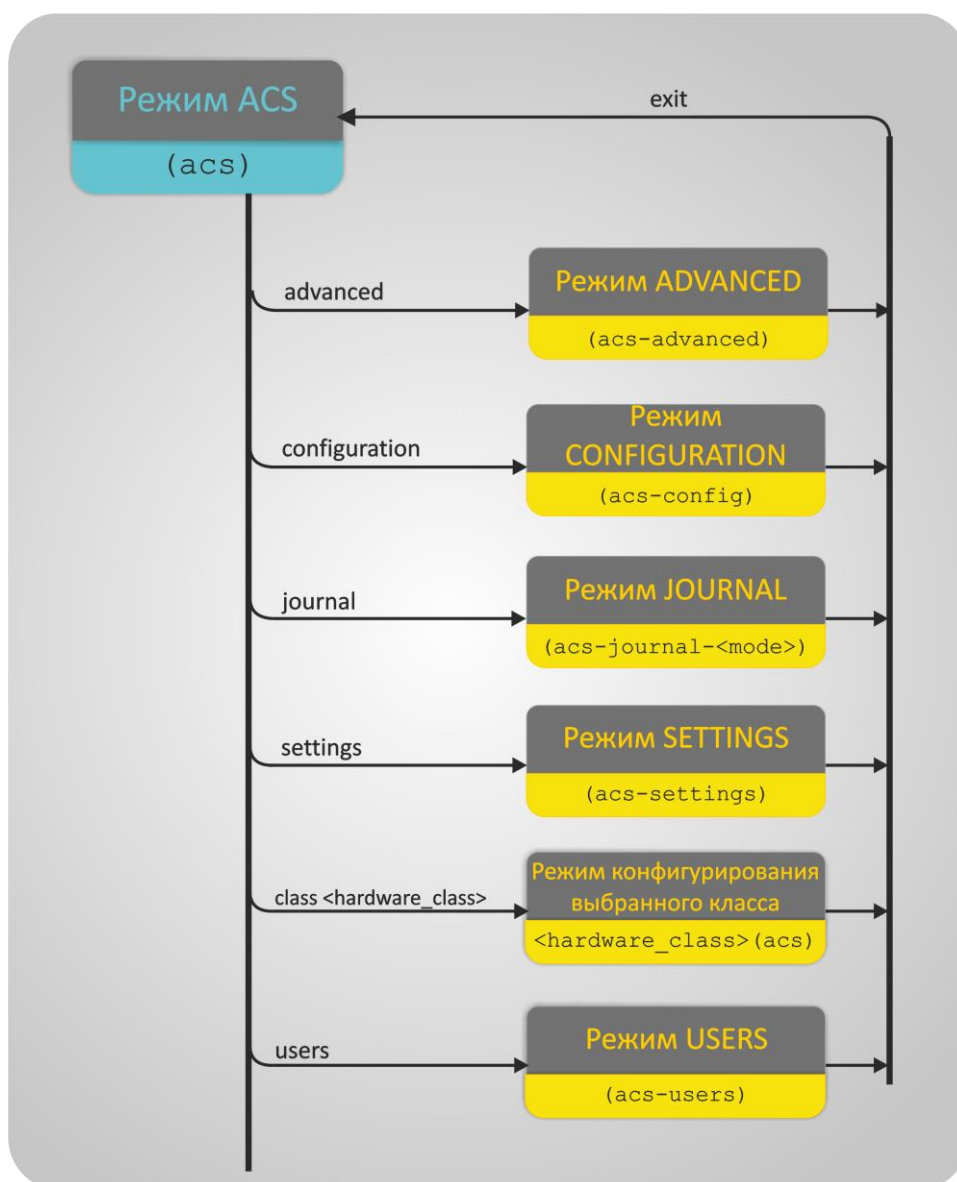 Режим ACS
(acs)
exit
advanced
Режим ADVANCED
(acs-advanced)
configuration
Режим
CONFIGURATION
(acs-config)
journal
Режим JOURNAL
(acs-journal-<mode>)
settings
Режим SETTINGS
(acs-settings)
class <hardware_class>
Режим конфигурирования
выбранного класса
<hardware_class>(acs)
users
Режим USERS
(acs-users)